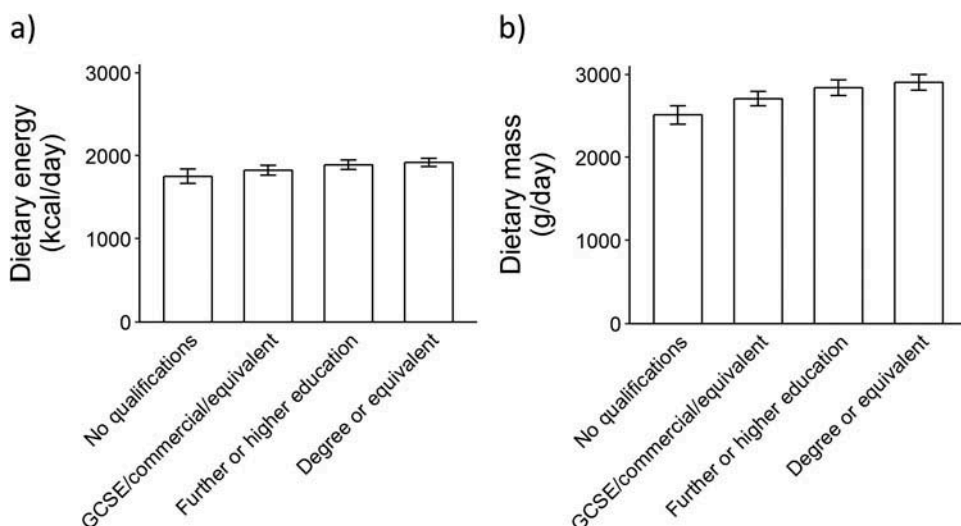 a)
Dietary energy
(kcal/day)
3000
2000
1000
0
No qualifications
GCSE/commercial/equivalent
Further or higher education
Degree or equivalent
b)
Dietary mass
(g/day)
3000
2000
1000
0
No qualifications
GCSE/commercial/equivalent
Further or higher education
Degree or equivalent